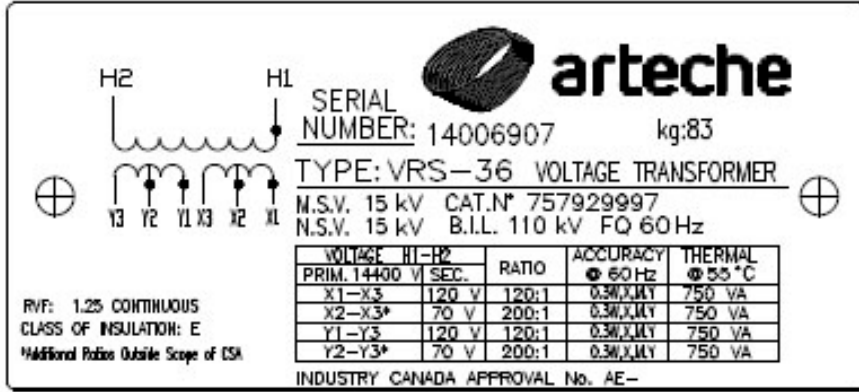 H2 H1
arteche
SERIAL
NUMBER: 14006907 kg:83
TYPE: VRS-36 VOLTAGE TRANSFORMER
M.S.V. 15 kV CAT.Nº 757929997
N.S.V. 15 kV B.I.L. 110 kV FQ 60Hz
Y3 Y2 Y1 X3 X2 X1
VOLTAGE H1-H2 RATIO ACCURACY THERMAL
PRIM. 14400 V SEC. @ 60Hz @ 55°C
X1-X3 120 V 120:1 0.3W,X,M,Y 750 VA
X2-X3* 70 V 200:1 0.3W,X,M,Y 750 VA
Y1-Y3 120 V 120:1 0.3W,X,M,Y 750 VA
Y2-Y3* 70 V 200:1 0.3W,X,M,Y 750 VA
RVF: 1.25 CONTINUOUS
CLASS OF INSULATION: E
*Additional Ratios Outside Scope of CSA
INDUSTRY CANADA APPROVAL No. AE-